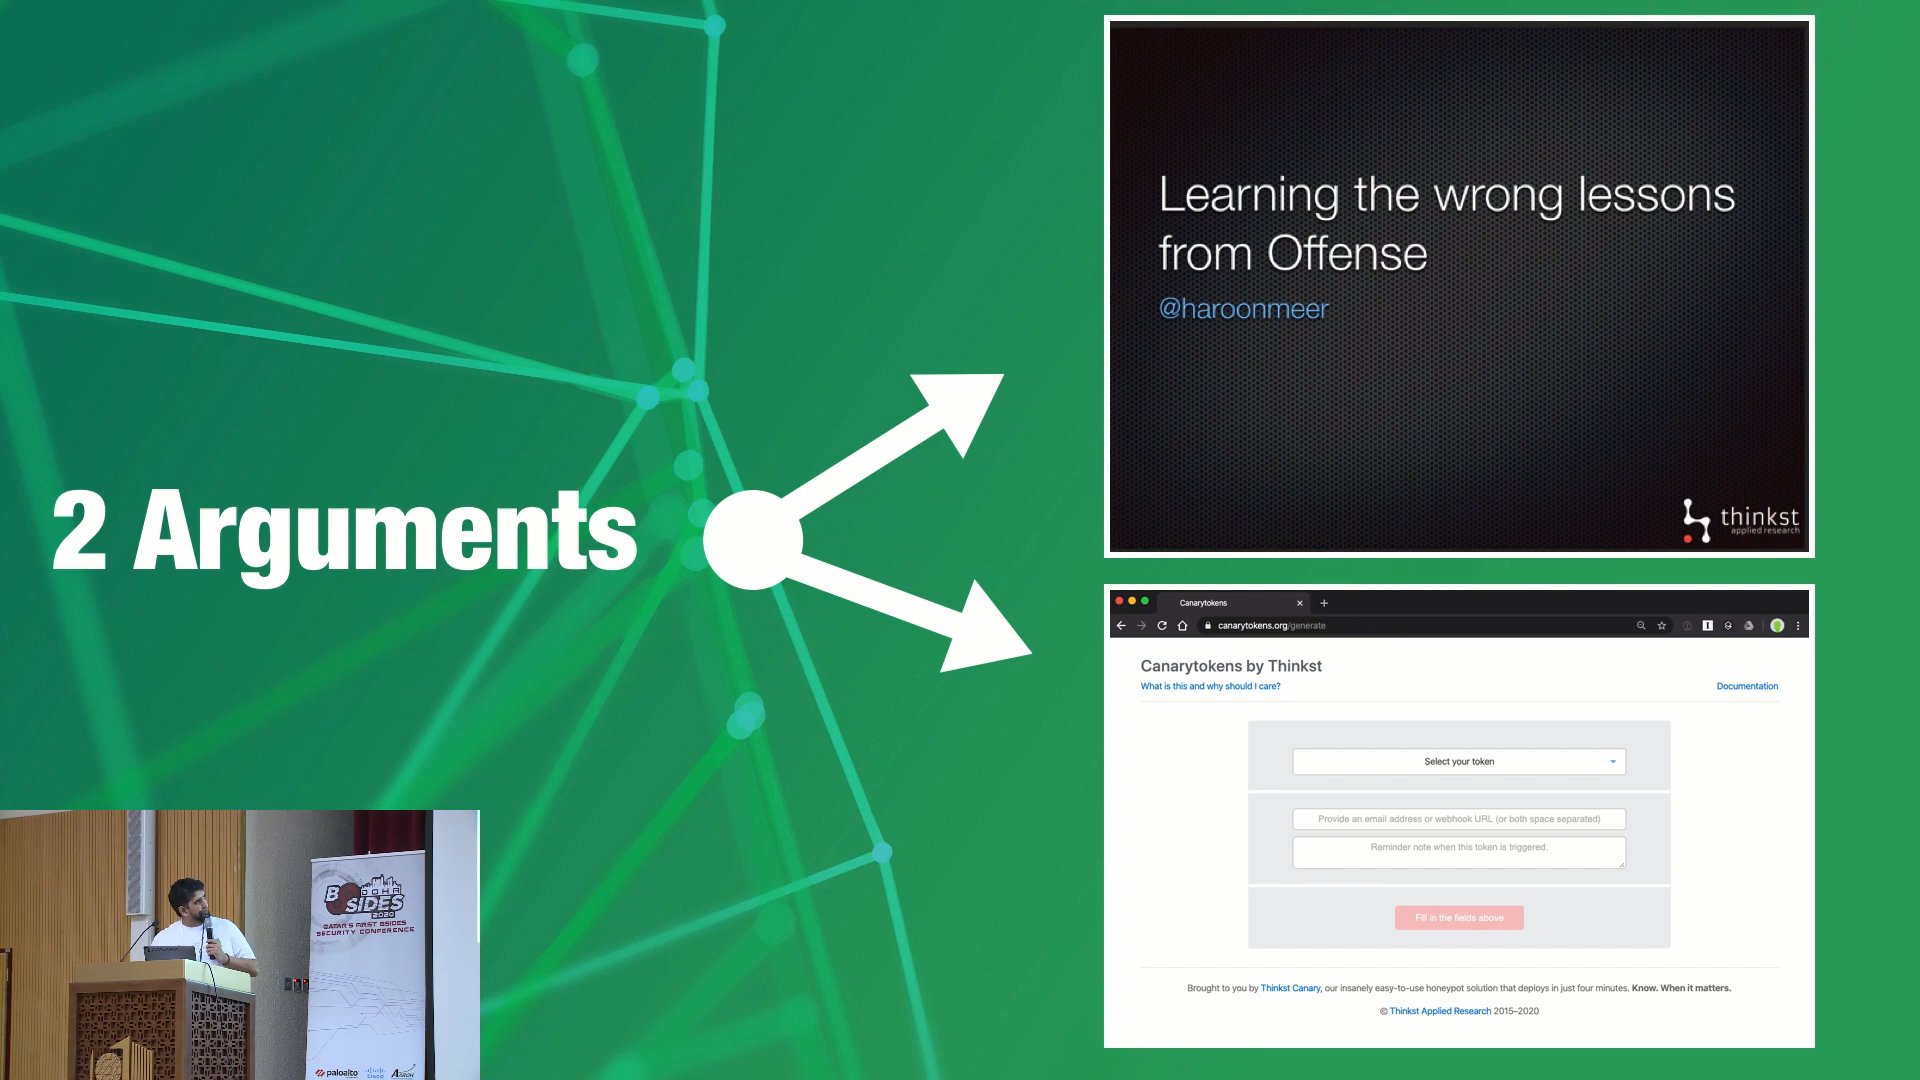 2 Arguments
Learning the wrong lessons
from Offense
@haroonmeer
thinkst
applied research
Canarytokens
canarytokens.org/generate
Canarytokens by Thinkst
What is this and why should I care?
Documentation
Select your token
Provide an email address or webhook URL (or both space separated)
Reminder note when this token is triggered.
Fill in the fields above
Brought to you by Thinkst Canary, our insanely easy-to-use honeypot solution that deploys in just four minutes. Know. When it matters.
© Thinkst Applied Research 2015–2020
B DOHA
SIDES
2020
QATAR'S FIRST BSIDES
SECURITY CONFERENCE
paloalto
CISCO